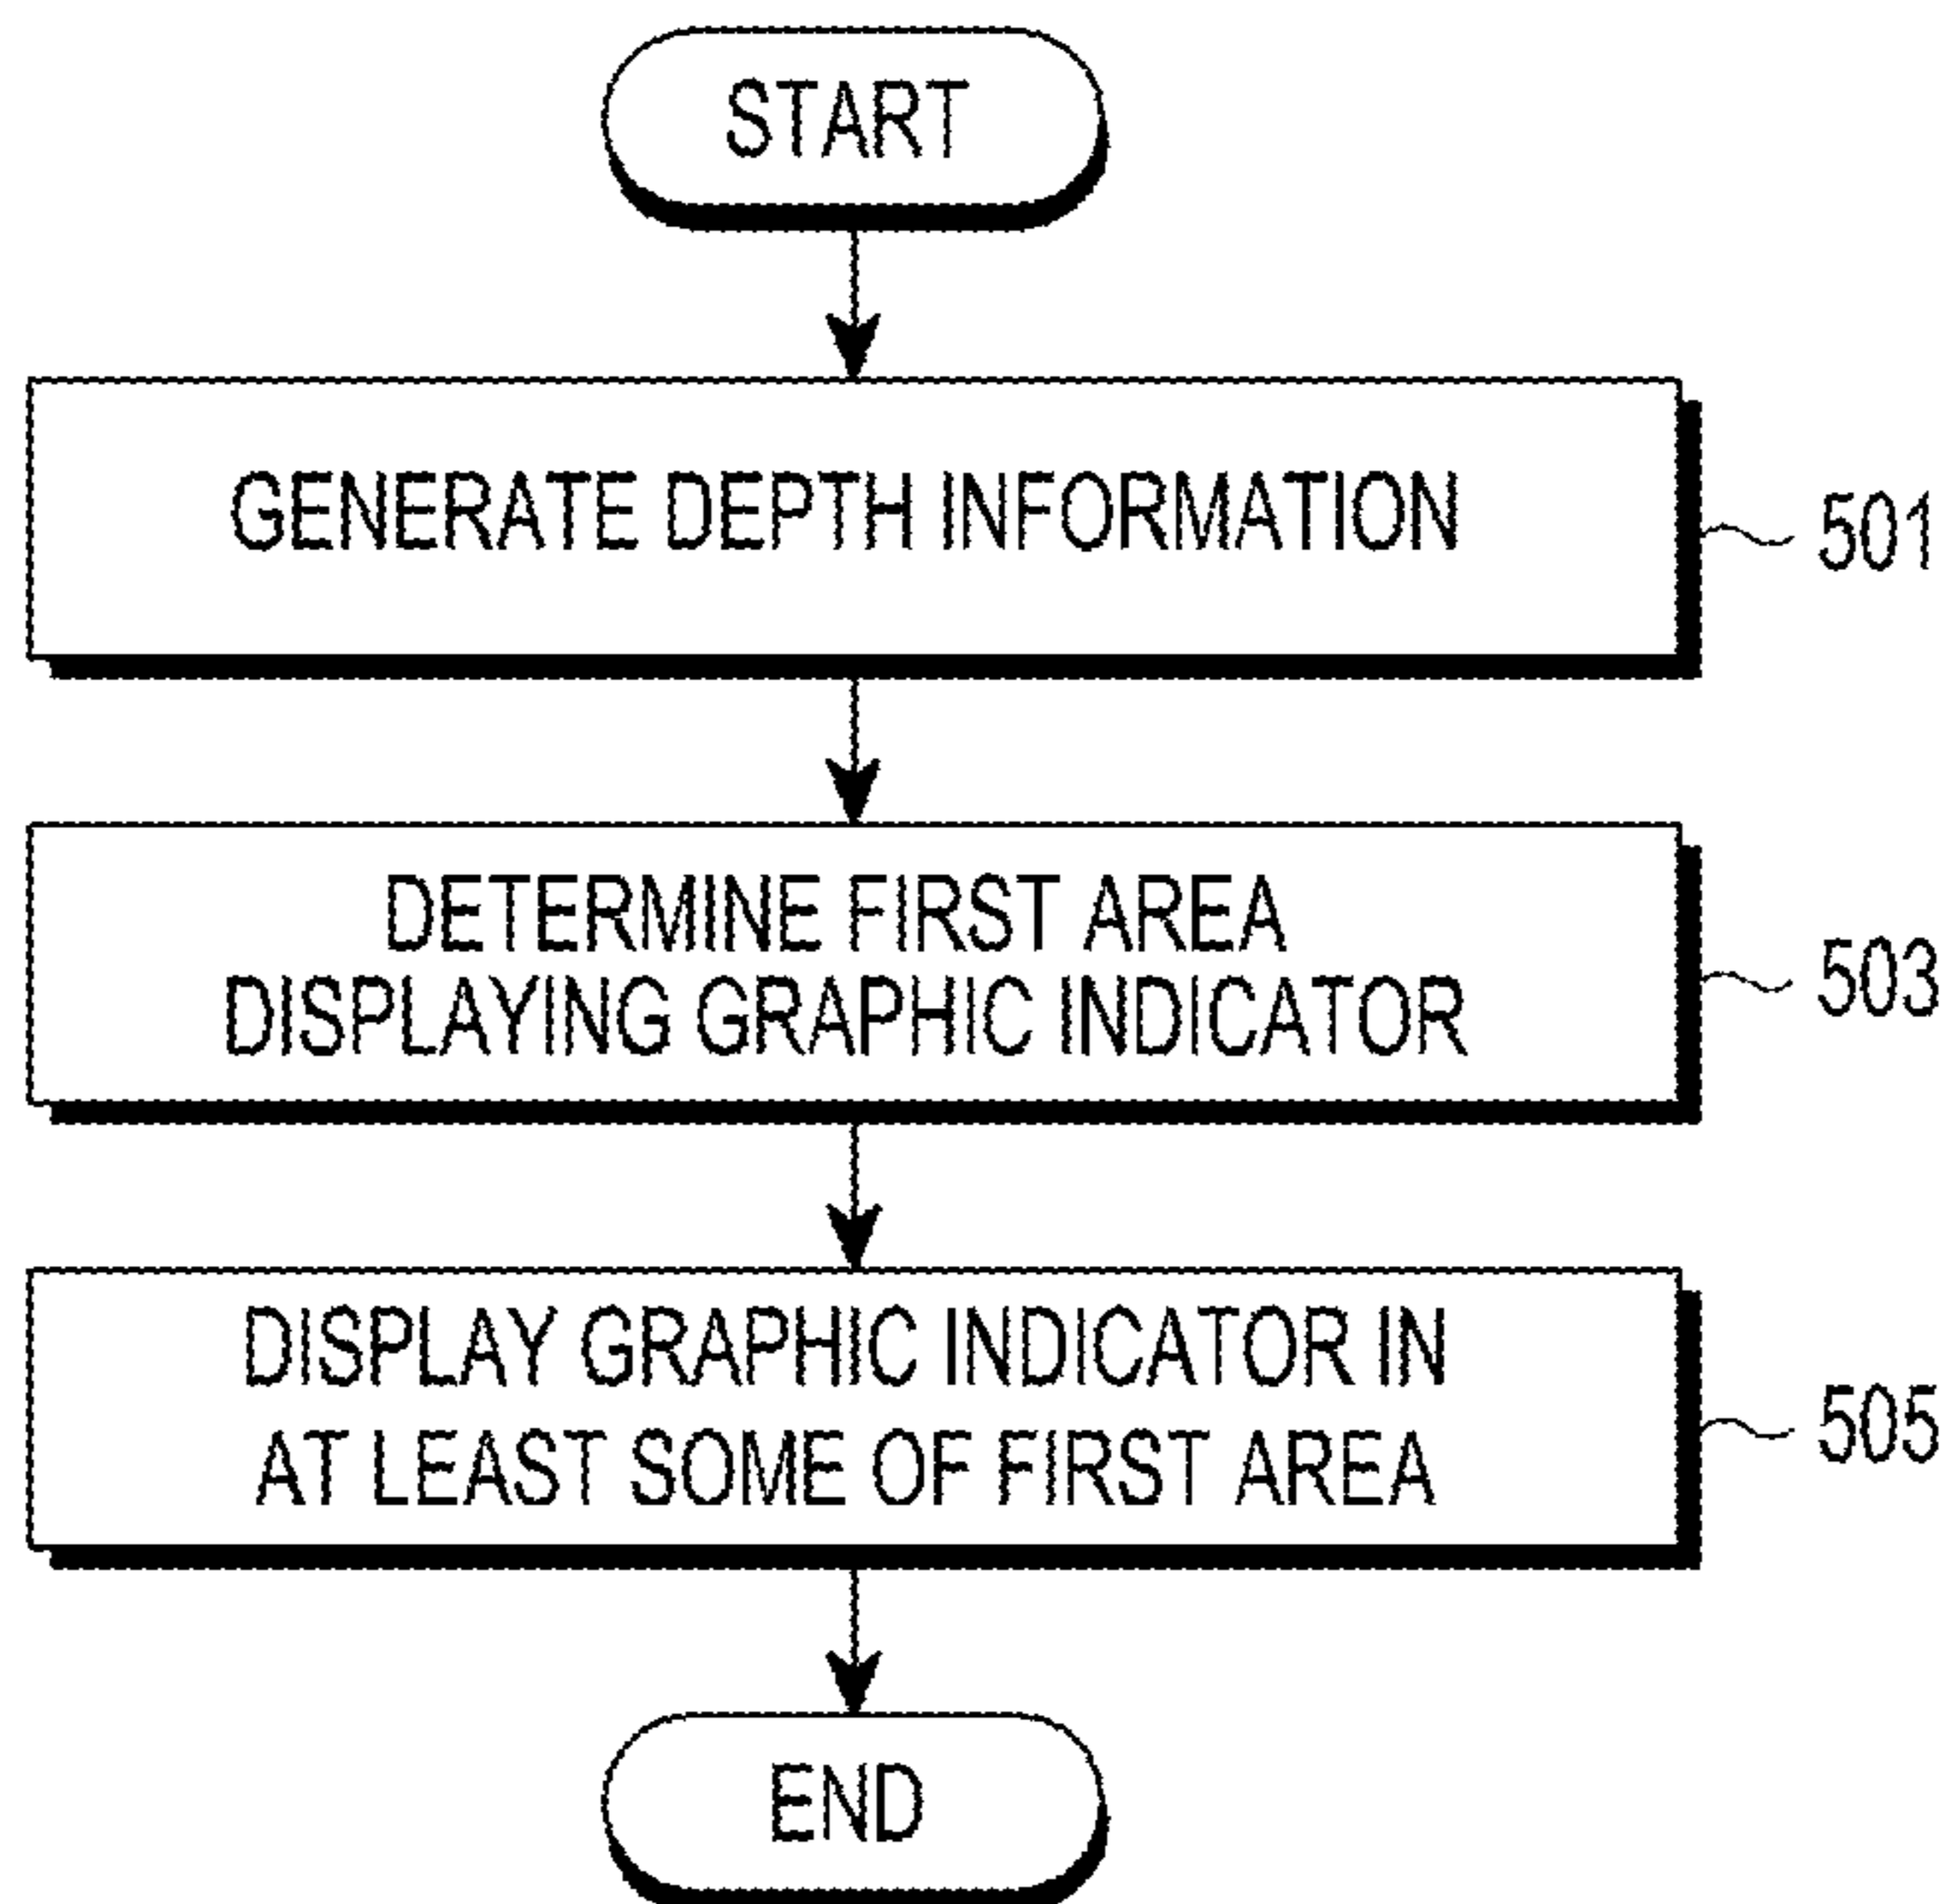 START
GENERATE DEPTH INFORMATION
501
DETERMINE FIRST AREA
DISPLAYING GRAPHIC INDICATOR
503
DISPLAY GRAPHIC INDICATOR IN
AT LEAST SOME OF FIRST AREA
505
END